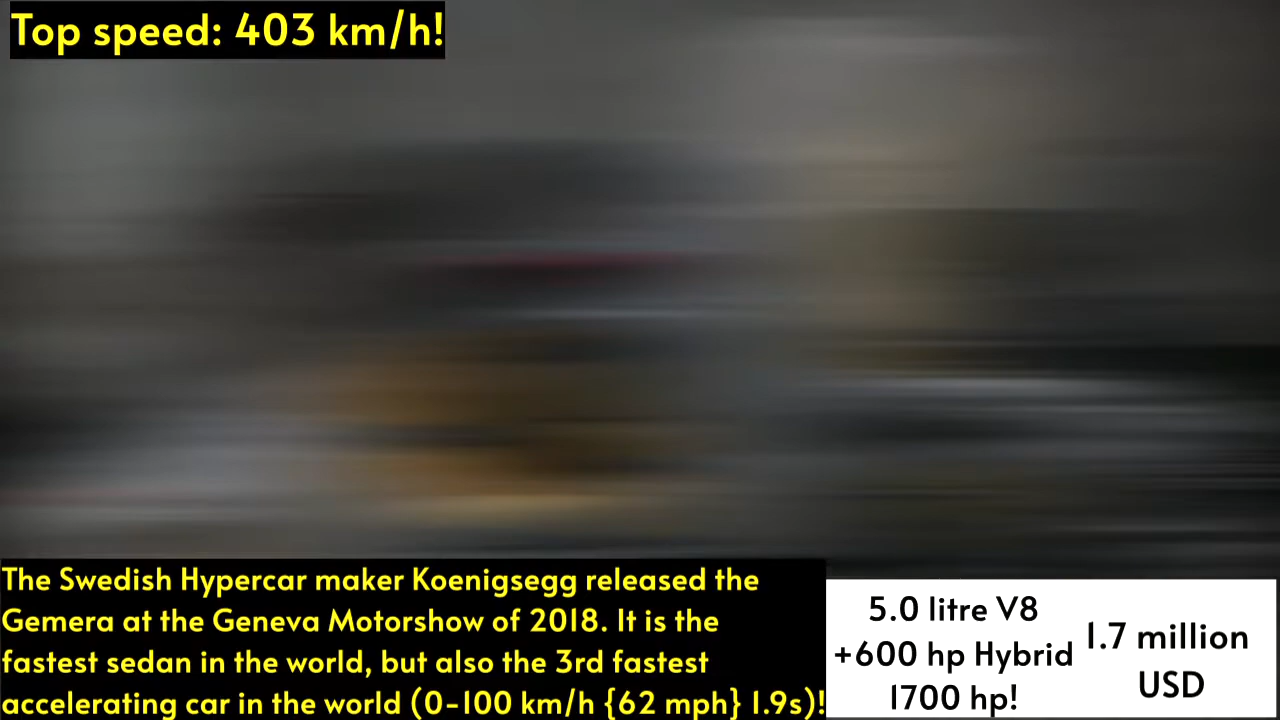 Top speed: 403 km/h!
The Swedish Hypercar maker Koenigsegg released the
Gemera at the Geneva Motorshow of 2018. It is the
fastest sedan in the world, but also the 3rd fastest
accelerating car in the world (0-100 km/h {62 mph} 1.9s)!
5.0 litre V8
+600 hp Hybrid
1700 hp!
1.7 million
USD